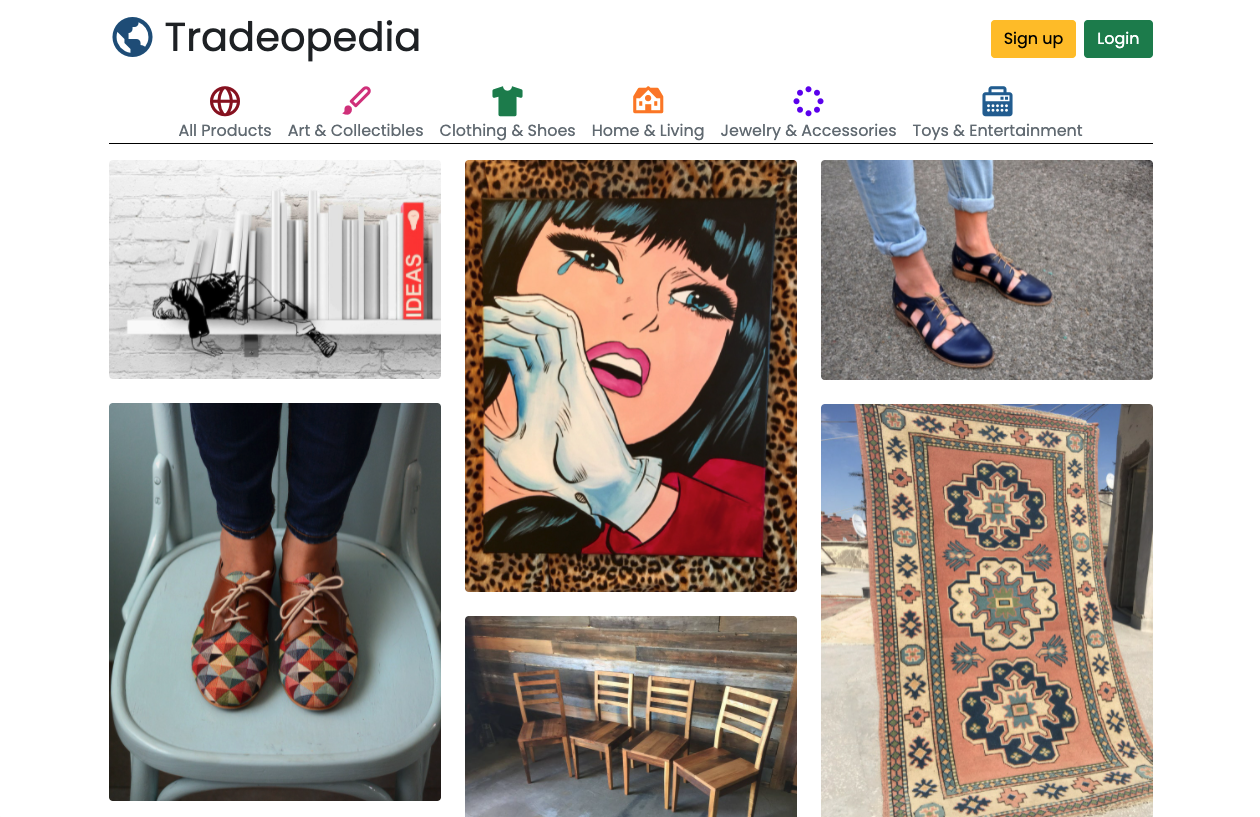 Tradeopedia
Sign up
Login
All Products
Art & Collectibles
Clothing & Shoes
Home & Living
Jewelry & Accessories
Toys & Entertainment
IDEAS